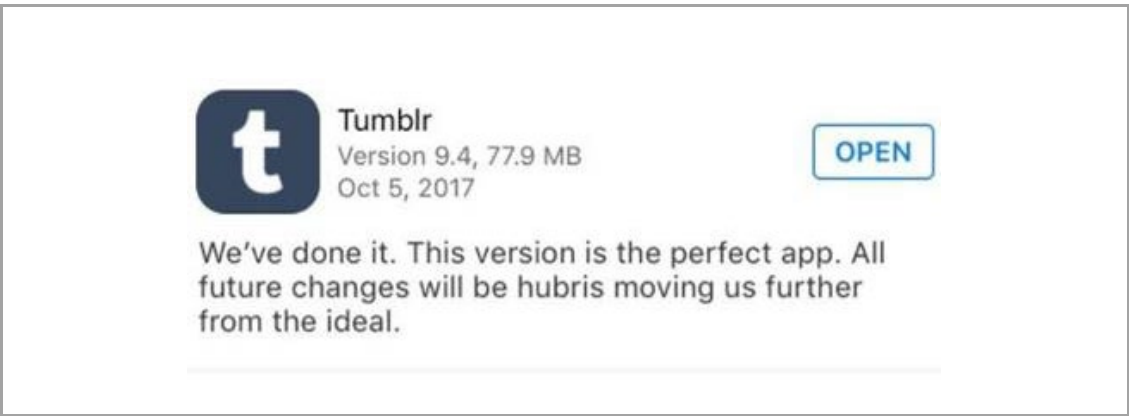 t
Tumblr
Version 9.4, 77.9 MB
Oct 5, 2017
OPEN
We’ve done it. This version is the perfect app. All
future changes will be hubris moving us further
from the ideal.